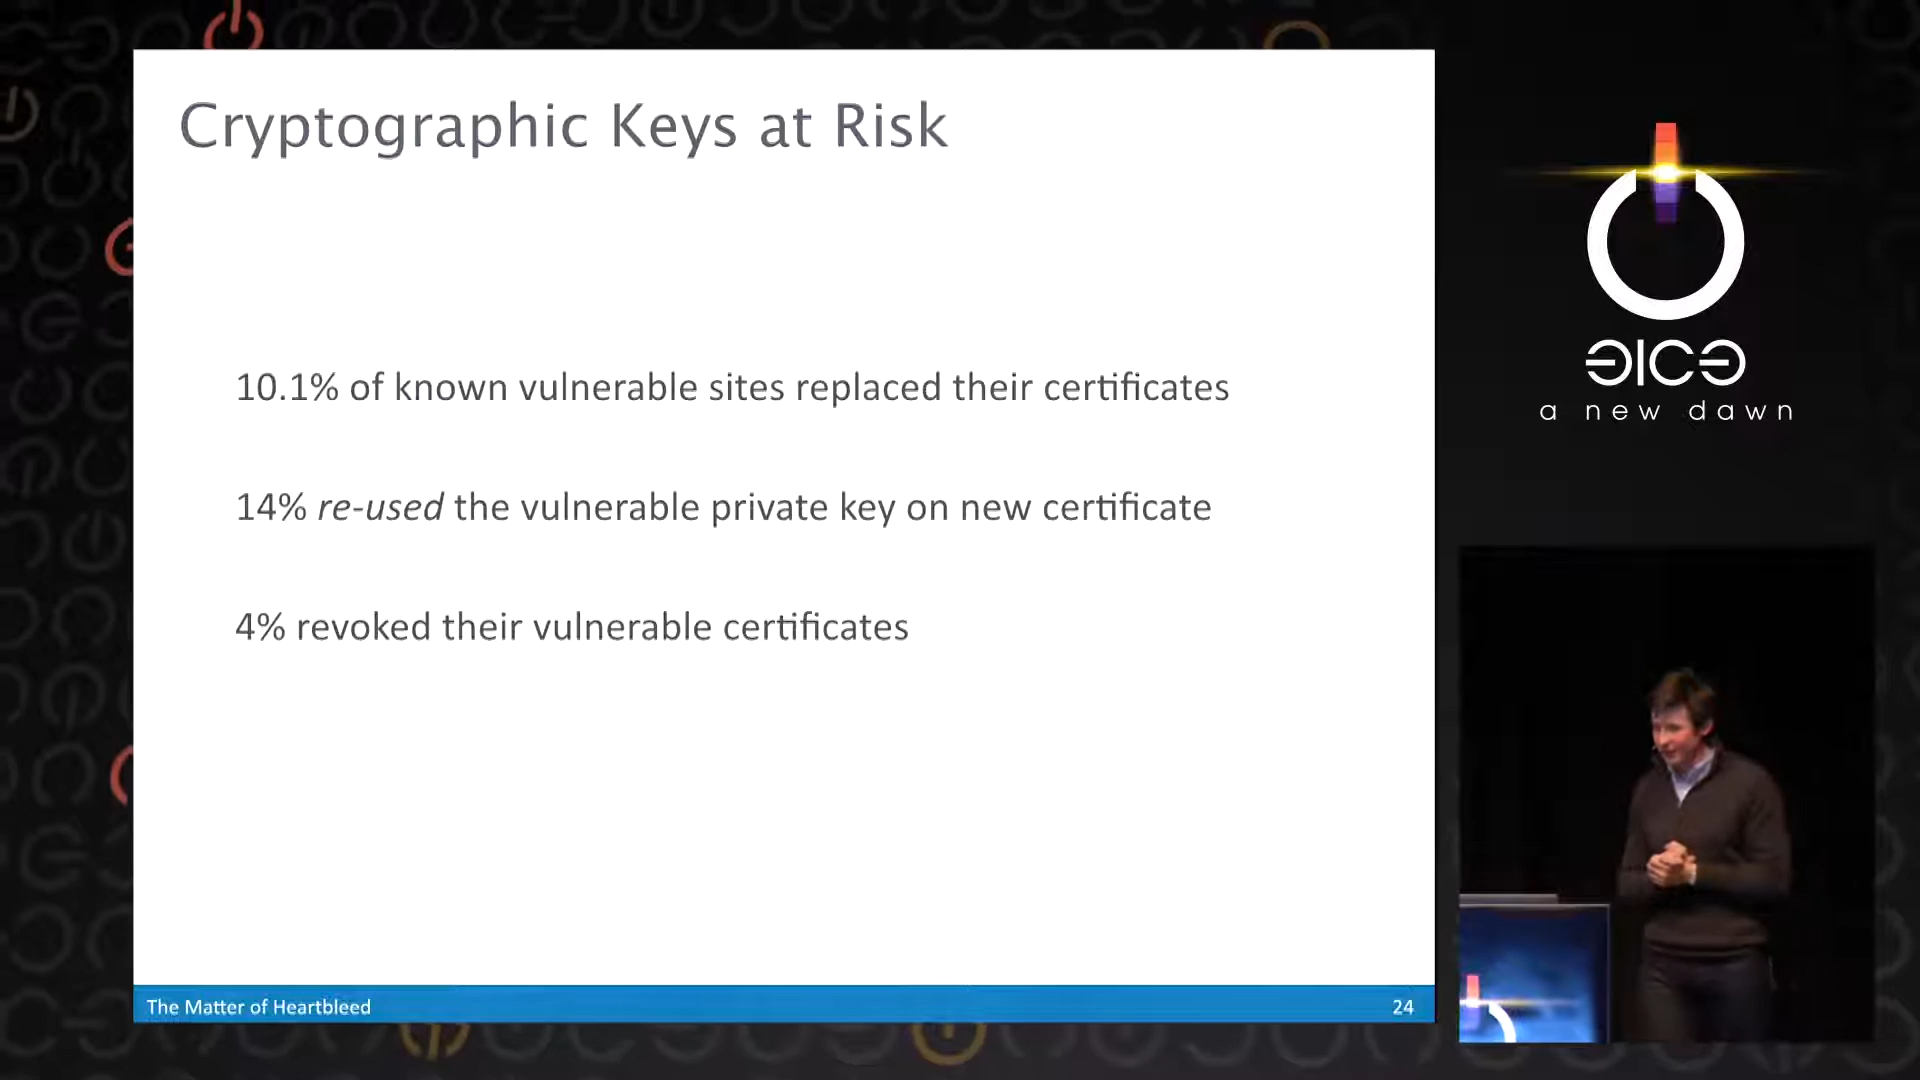 Cryptographic Keys at Risk
10.1% of known vulnerable sites replaced their certificates
14% re-used the vulnerable private key on new certificate
4% revoked their vulnerable certificates
The Matter of Heartbleed
24
a new dawn